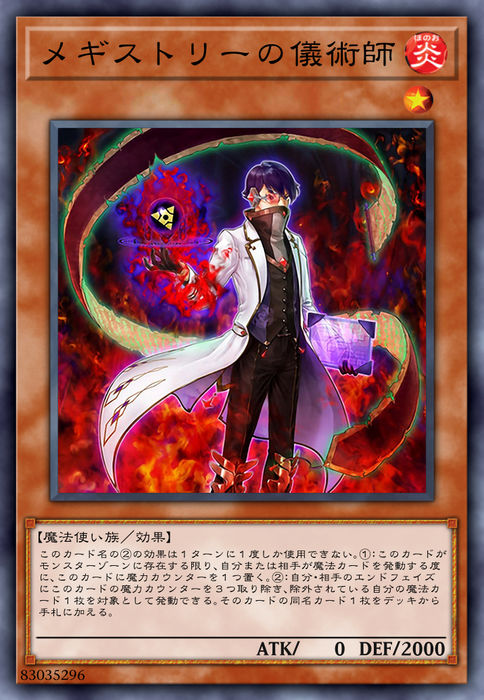 メギストリーの儀術師
ほのお
炎
【魔法使い族／効果】
このカード名の②の効果は１ターンに１度しか使用できない。①：このカードが
モンスターゾーンに存在する限り、自分または相手が魔法カードを発動する度
に、このカードに魔力カウンターを１つ置く。②：自分・相手のエンドフェイズ
にこのカードの魔力カウンターを３つ取り除き、除外されている自分の魔法カ
ード１枚を対象として発動できる。そのカードの同名カード１枚をデッキから
手札に加える。
ATK/ 0 DEF/2000
83035296